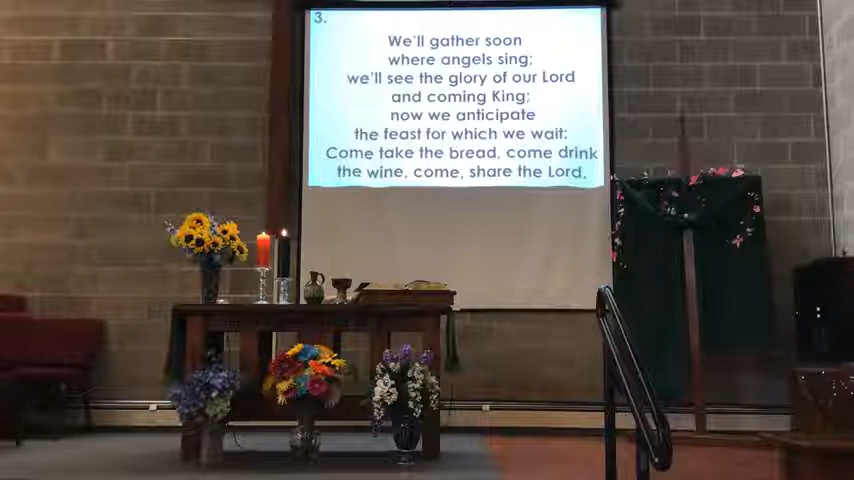 3.
We'll gather soon
where angels sing;
we'll see the glory of our Lord
and coming King;
now we anticipate
the feast for which we wait:
Come take the bread, come drink
the wine, come, share the Lord.